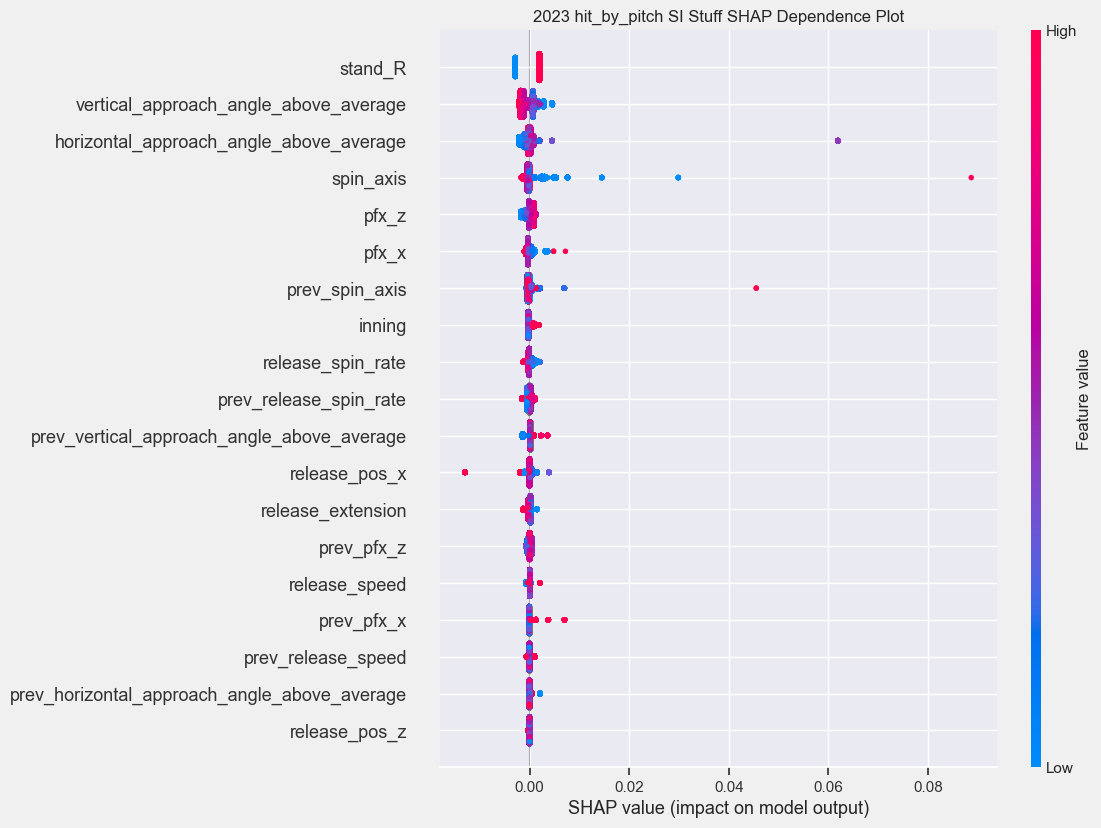 2023 hit_by_pitch SI Stuff SHAP Dependence Plot
High
stand_R
vertical_approach_angle_above_average
horizontal_approach_angle_above_average
spin_axis
pfx_z
pfx_x
prev_spin_axis
inning
release_spin_rate
prev_release_spin_rate
prev_vertical_approach_angle_above_average
release_pos_x
release_extension
prev_pfx_z
release_speed
prev_pfx_x
prev_release_speed
prev_horizontal_approach_angle_above_average
release_pos_z
Feature value
Low
0.00 0.02 0.04 0.06 0.08
SHAP value (impact on model output)